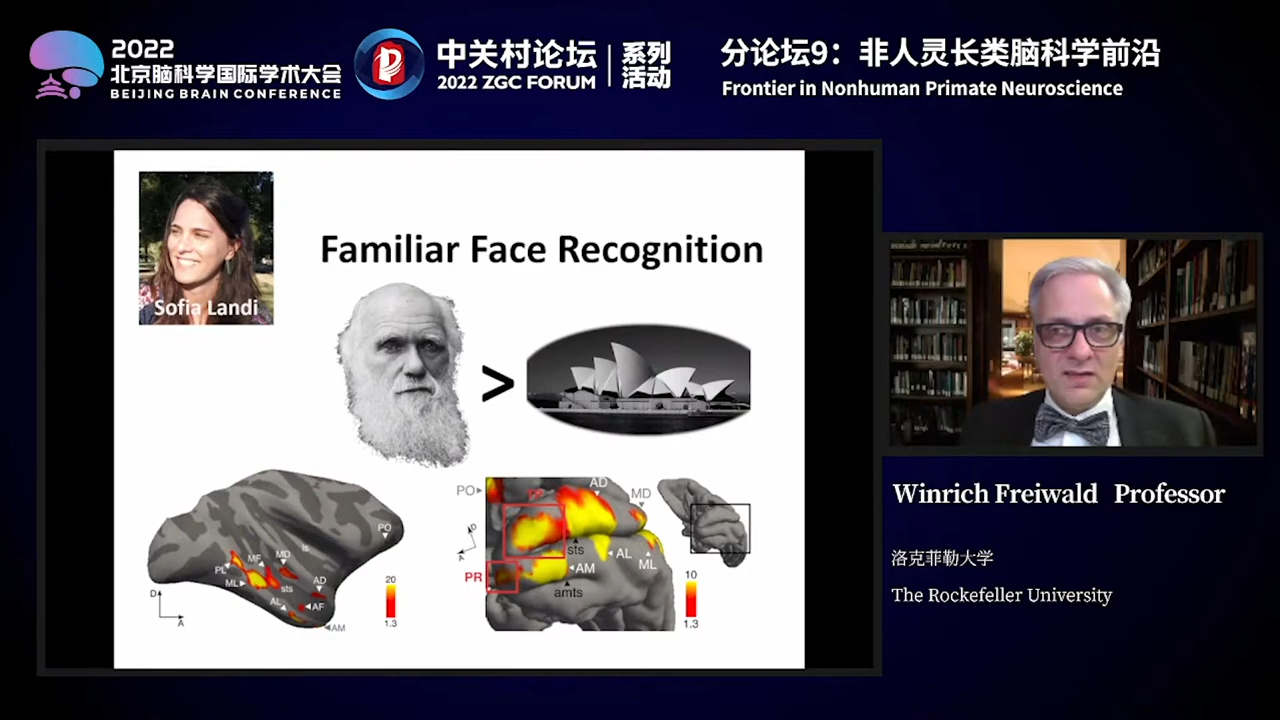 2022
北京脑科学国际学术大会
BEIJING BRAIN CONFERENCE
中关村论坛
2022 ZGC FORUM
系列
活动
分论坛9：非人灵长类脑科学前沿
Frontier in Nonhuman Primate Neuroscience
Sofia Landi
Familiar Face Recognition
>
PO
ls
MD
MF
PL
ML
sts
AD
AL
AF
AM
D
A
20
1.3
PO
AD
MD
D
A
sts
AL
ML
PR
AM
amts
10
1.3
Winrich Freiwald Professor
洛克菲勒大学
The Rockefeller University